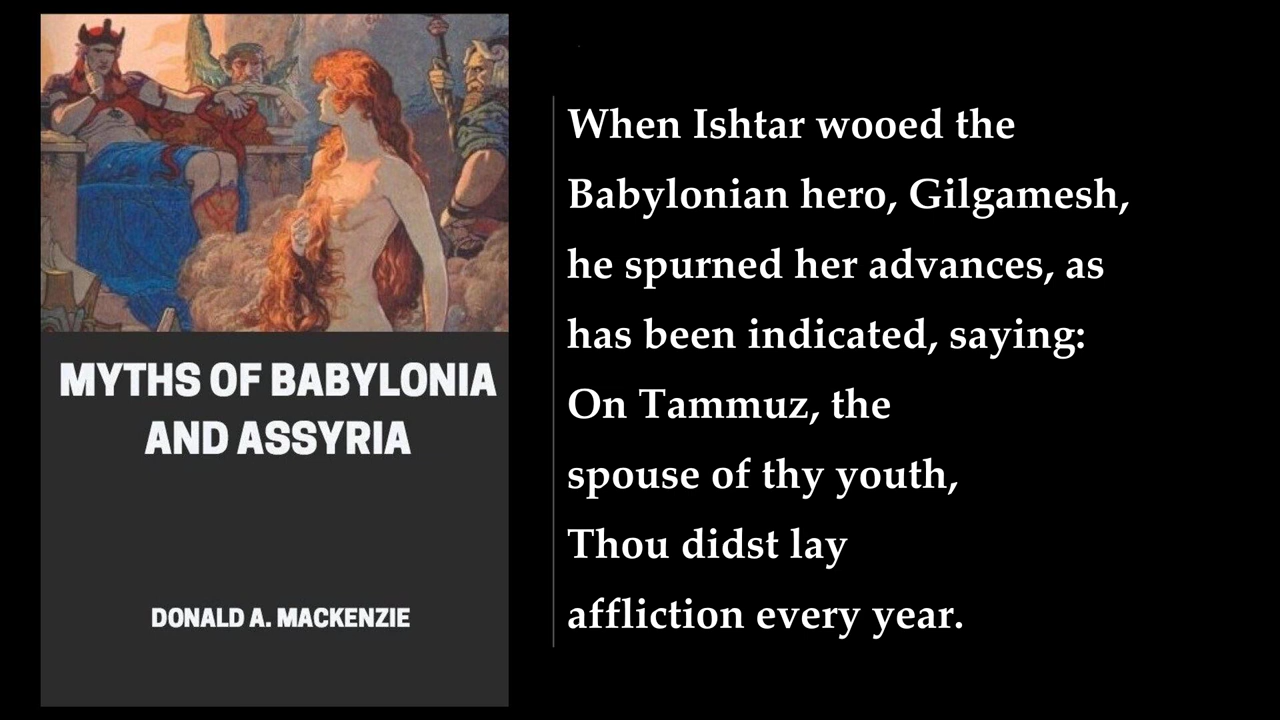 MYTHS OF BABYLONIA
AND ASSYRIA
DONALD A. MACKENZIE
When Ishtar wooed the
Babylonian hero, Gilgamesh,
he spurned her advances, as
has been indicated, saying:
On Tammuz, the
spouse of thy youth,
Thou didst lay
affliction every year.